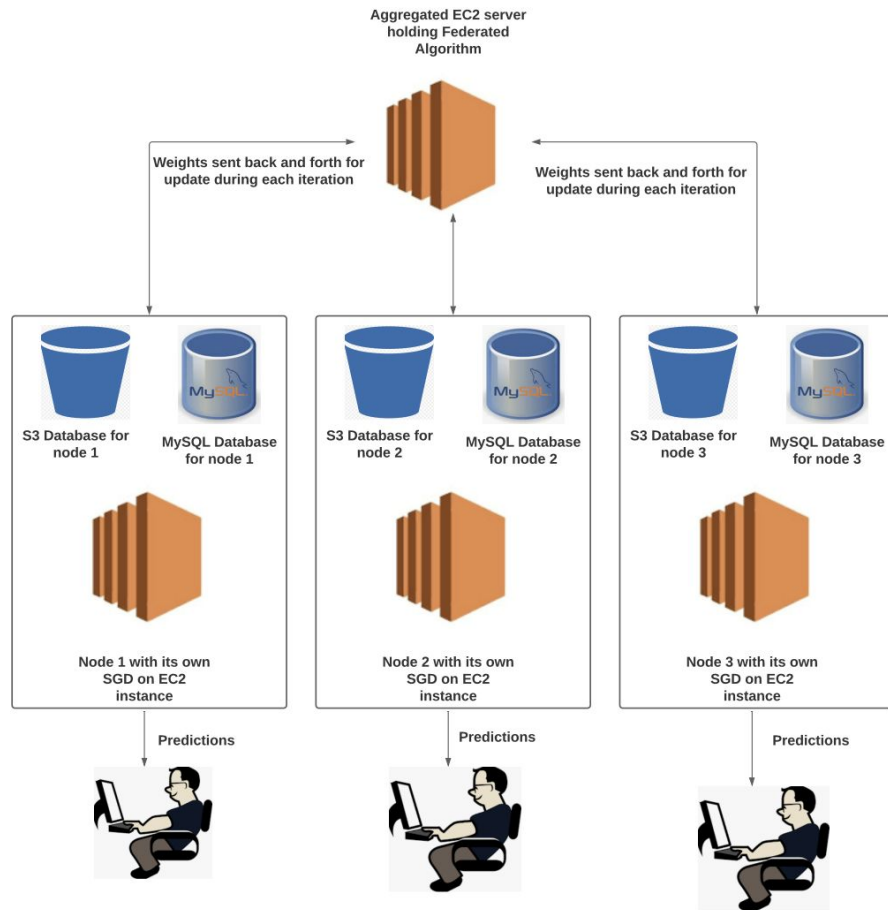 Aggregated EC2 server
holding Federated
Algorithm
Weights sent back and forth for
update during each iteration
Weights sent back and forth for
update during each iteration
MySQL
S3 Database for
node 1
MySQL Database
for node 1
Node 1 with its own
SGD on EC2
instance
MySQL
S3 Database for
node 2
MySQL Database
for node 2
Node 2 with its own
SGD on EC2
instance
MySQL
S3 Database for
node 3
MySQL Database
for node 3
Node 3 with its own
SGD on EC2
instance
Predictions
Predictions
Predictions